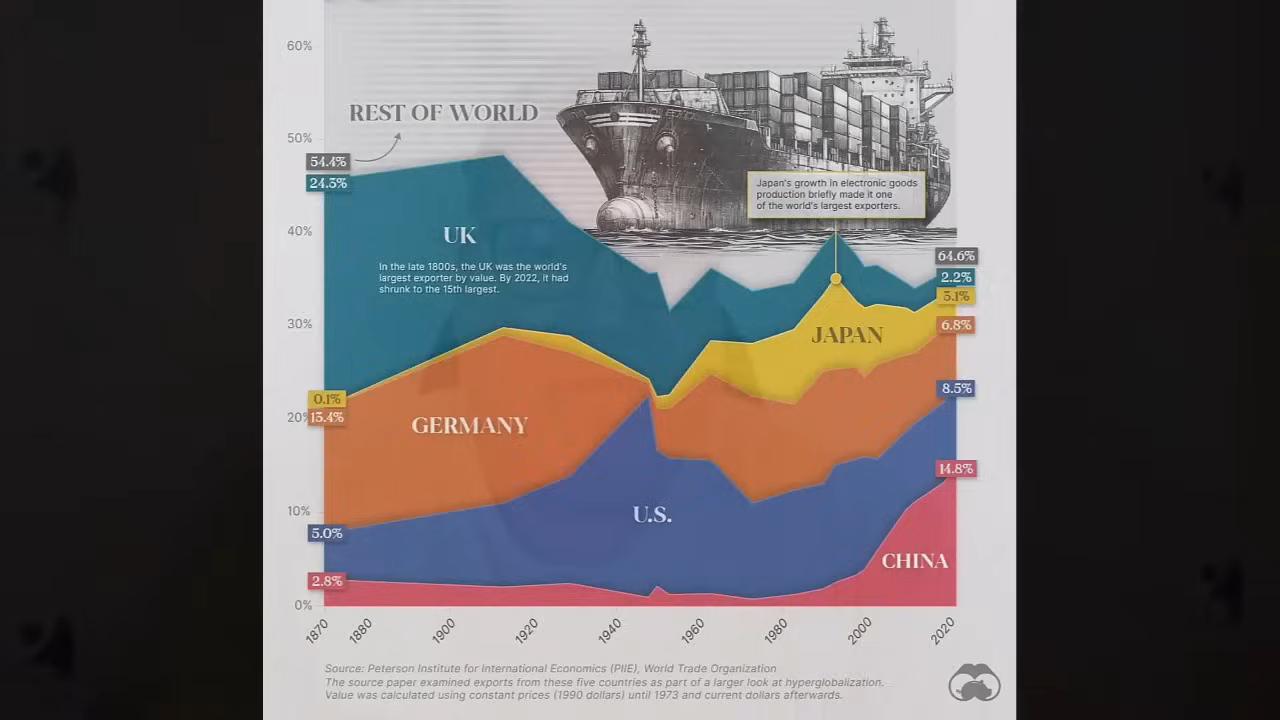 60%
REST OF WORLD
50%
54.4%
24.3%
Japan's growth in electronic goods
production briefly made it one
of the world's largest exporters.
40%
UK
In the late 1800s, the UK was the world's
largest exporter by value. By 2022, it had
shrunk to the 15th largest.
64.6%
2.2%
5.1%
30%
6.8%
JAPAN
8.5%
0.1%
20%
13.4%
GERMANY
14.8%
10%
U.S.
5.0%
CHINA
2.8%
0%
1870
1880
1900
1920
1940
1960
1980
2000
2020
Source: Peterson Institute for International Economics (PIIE), World Trade Organization
The source paper examined exports from these five countries as part of a larger look at hyperglobalization.
Value was calculated using constant prices (1990 dollars) until 1973 and current dollars afterwards.